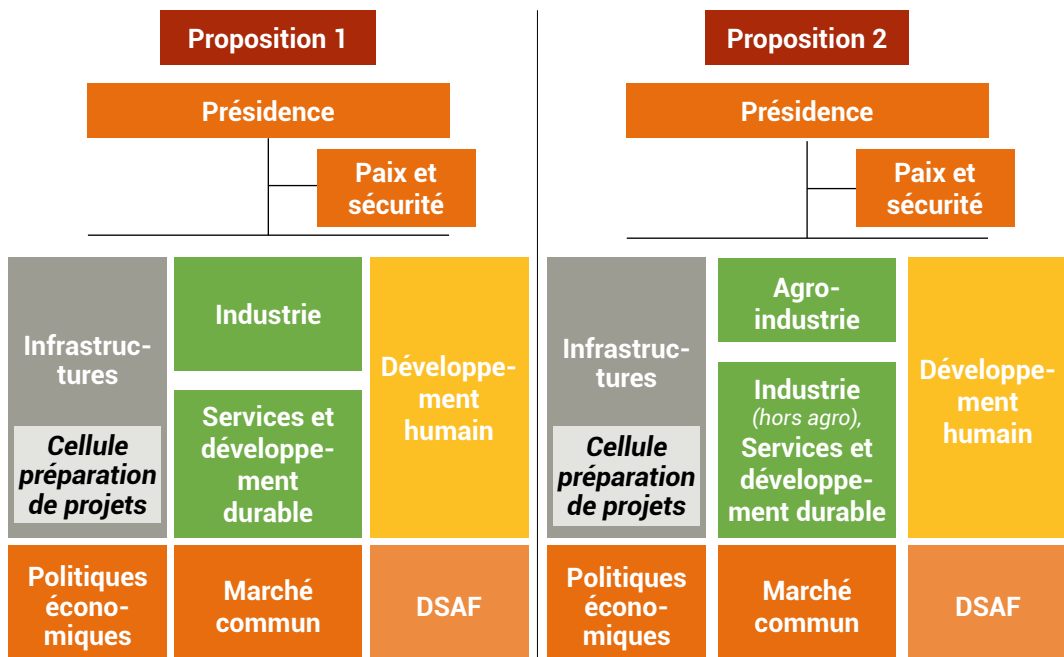 Proposition 1
Présidence
Paix et
sécurité
Infrastruc-
tures
Cellule
préparation
de projets
Industrie
Services et
développe-
ment
durable
Développe-
ment
humain
Politiques
écono-
miques
Marché
commun
DSAF
Proposition 2
Présidence
Paix et
sécurité
Infrastruc-
tures
Cellule
préparation
de projets
Agro-
industrie
Industrie
(hors agro),
Services et
développe-
ment durable
Développe-
ment
humain
Politiques
écono-
miques
Marché
commun
DSAF